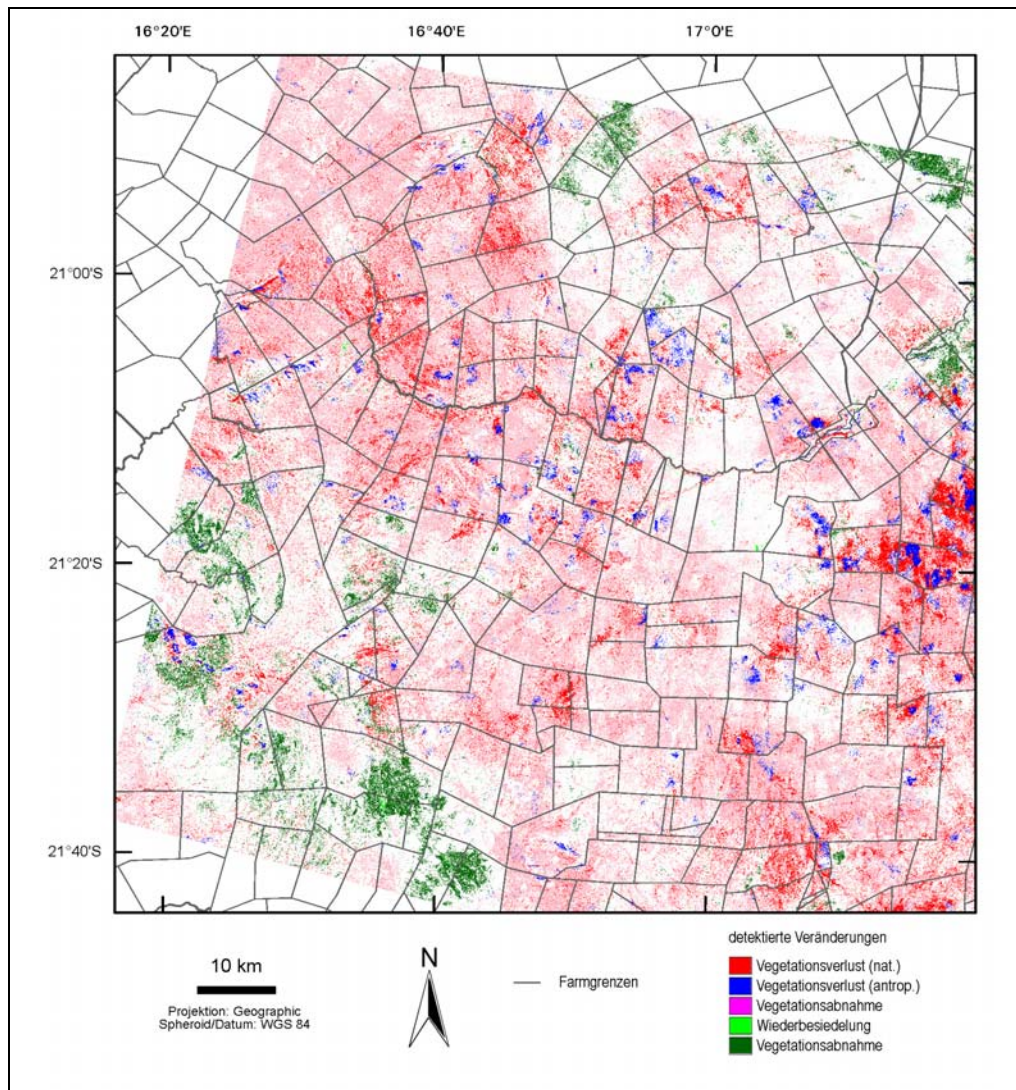 16°20'E
16°40'E
17°0'E
21°00'S
21°20'S
21°40'S
10 km
Projektion: Geographic
Spheroid/Datum: WGS 84
N
Farmgrenzen
detektierte Veränderungen
Vegetationsverlust (nat.)
Vegetationsverlust (antrop.)
Vegetationsabnahme
Wiederbesiedelung
Vegetationsabnahme